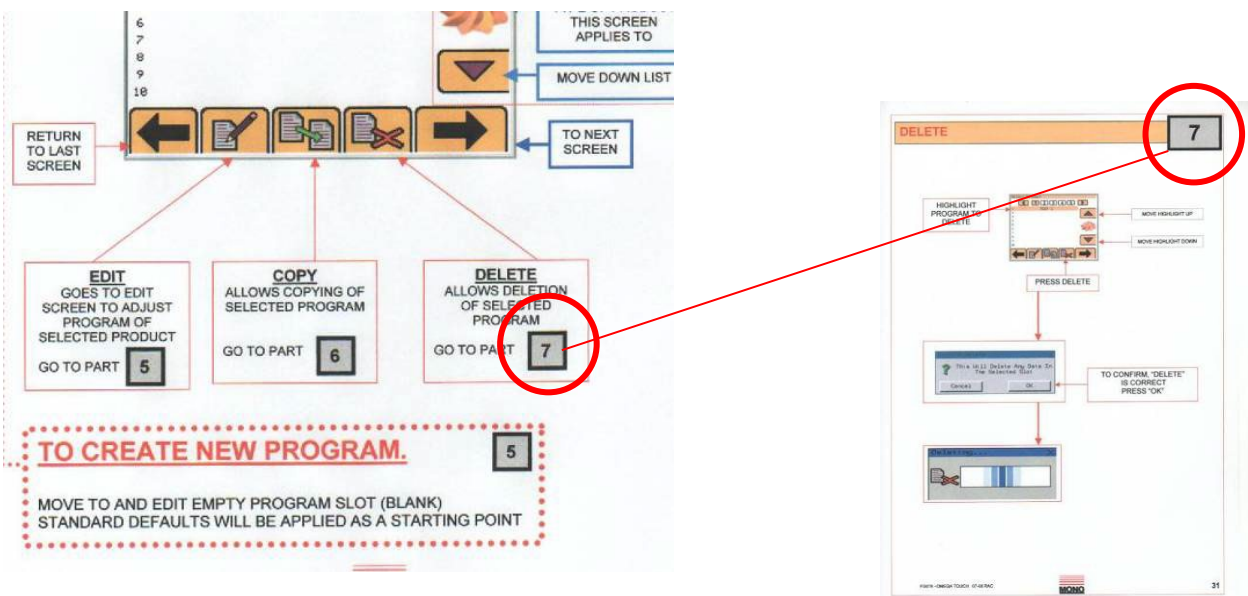 6
7
8
9
10
THIS SCREEN
APPLIES TO
MOVE DOWN LIST
RETURN
TO LAST
SCREEN
TO NEXT
SCREEN
EDIT
GOES TO EDIT
SCREEN TO ADJUST
PROGRAM OF
SELECTED PRODUCT
GO TO PART 5
COPY
ALLOWS COPYING OF
SELECTED PROGRAM
GO TO PART 6
DELETE
ALLOWS DELETION
OF SELECTED
PROGRAM
GO TO PART 7
TO CREATE NEW PROGRAM. 5
MOVE TO AND EDIT EMPTY PROGRAM SLOT (BLANK)
STANDARD DEFAULTS WILL BE APPLIED AS A STARTING POINT
DELETE 7
HIGHLIGHT
PROGRAM TO
DELETE
MOVE HIGHLIGHT UP
MOVE HIGHLIGHT DOWN
PRESS DELETE
This Will Delete Any Data In
The Selected Slot
Cancel OK
TO CONFIRM, "DELETE"
IS CORRECT
PRESS "OK"
Deleting...
MONO
31